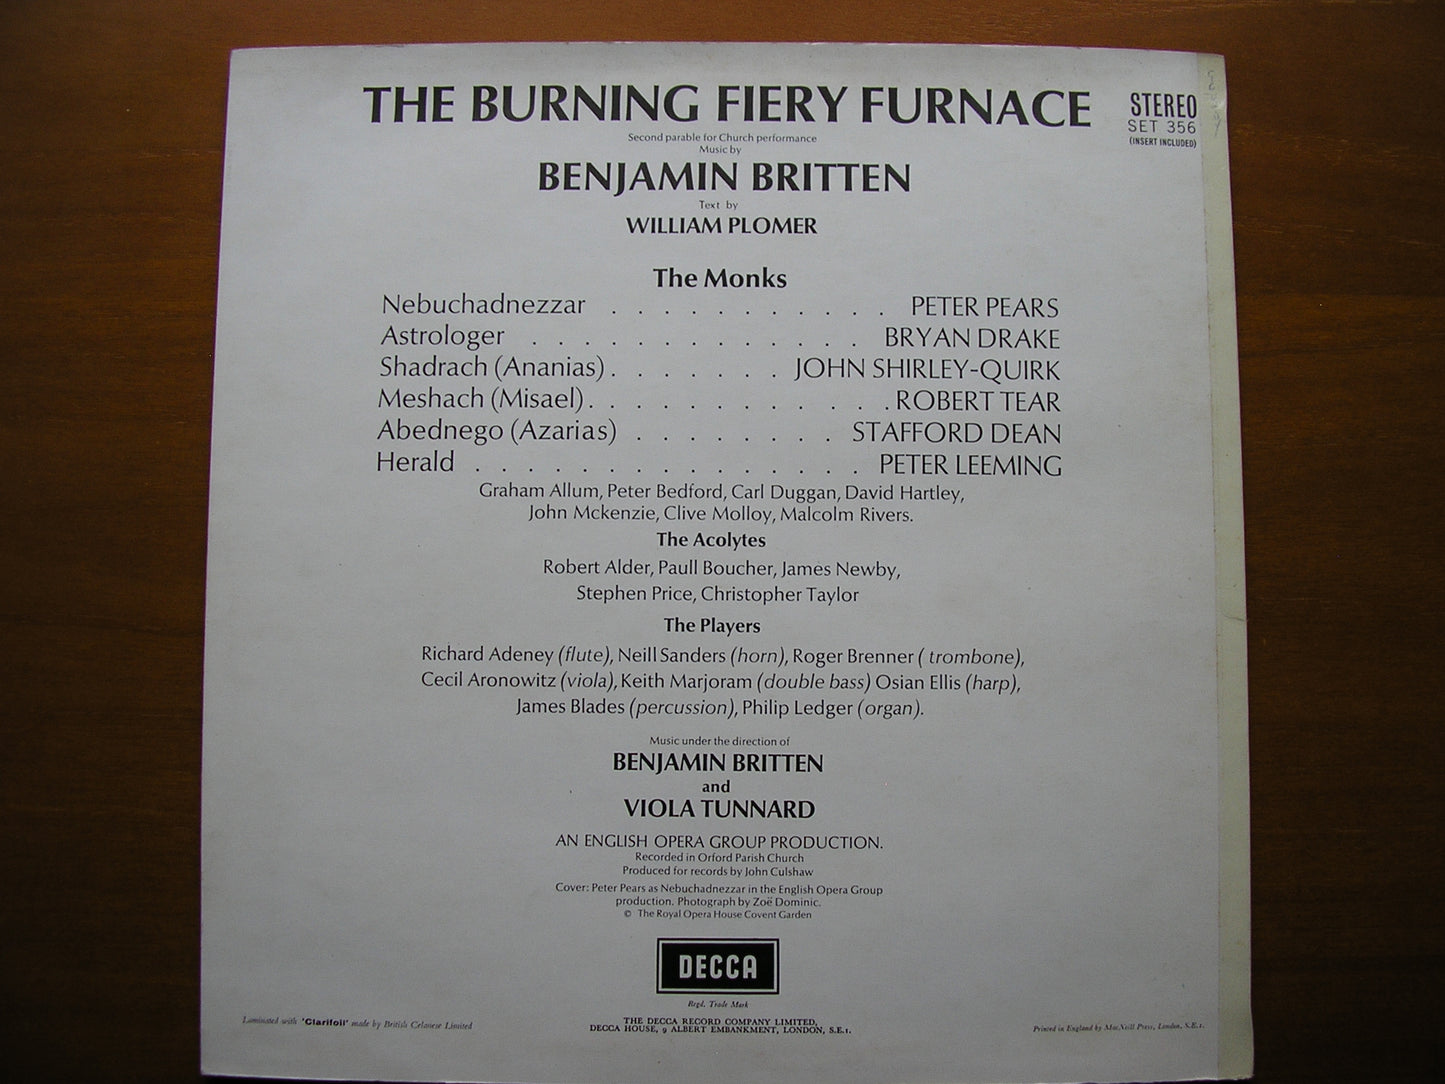 THE BURNING FIERY FURNACE
STEREO
SET 356
(INSERT INCLUDED)
Second parable for Church performance
Music by
BENJAMIN BRITTEN
Text by
WILLIAM PLOMER
The Monks
Nebuchadnezzar . . . . . . . . . . . PETER PEARS
Astrologer . . . . . . . . . . . . . BRYAN DRAKE
Shadrach (Ananias) . . . . . . . JOHN SHIRLEY-QUIRK
Meshach (Misael) . . . . . . . . . . . . ROBERT TEAR
Abednego (Azarias) . . . . . . . . STAFFORD DEAN
Herald . . . . . . . . . . . . . . . PETER LEEMING
Graham Allum, Peter Bedford, Carl Duggan, David Hartley,
John Mckenzie, Clive Molloy, Malcolm Rivers.
The Acolytes
Robert Alder, Paull Boucher, James Newby,
Stephen Price, Christopher Taylor
The Players
Richard Adeney (flute), Neill Sanders (horn), Roger Brenner ( trombone),
Cecil Aronowitz (viola), Keith Marjoram (double bass) Osian Ellis (harp),
James Blades (percussion), Philip Ledger (organ).
Music under the direction of
BENJAMIN BRITTEN
and
VIOLA TUNNARD
AN ENGLISH OPERA GROUP PRODUCTION.
Recorded in Orford Parish Church
Produced for records by John Culshaw
Cover: Peter Pears as Nebuchadnezzar in the English Opera Group
production. Photograph by Zoë Dominic.
© The Royal Opera House Covent Garden
DECCA
Regd. Trade Mark
THE DECCA RECORD COMPANY LIMITED,
DECCA HOUSE, 9 ALBERT EMBANKMENT, LONDON, S.E.1.
Laminated with 'Clarifoil' made by British Celanese Limited
Printed in England by MacNeill Press, London, S.E.1.